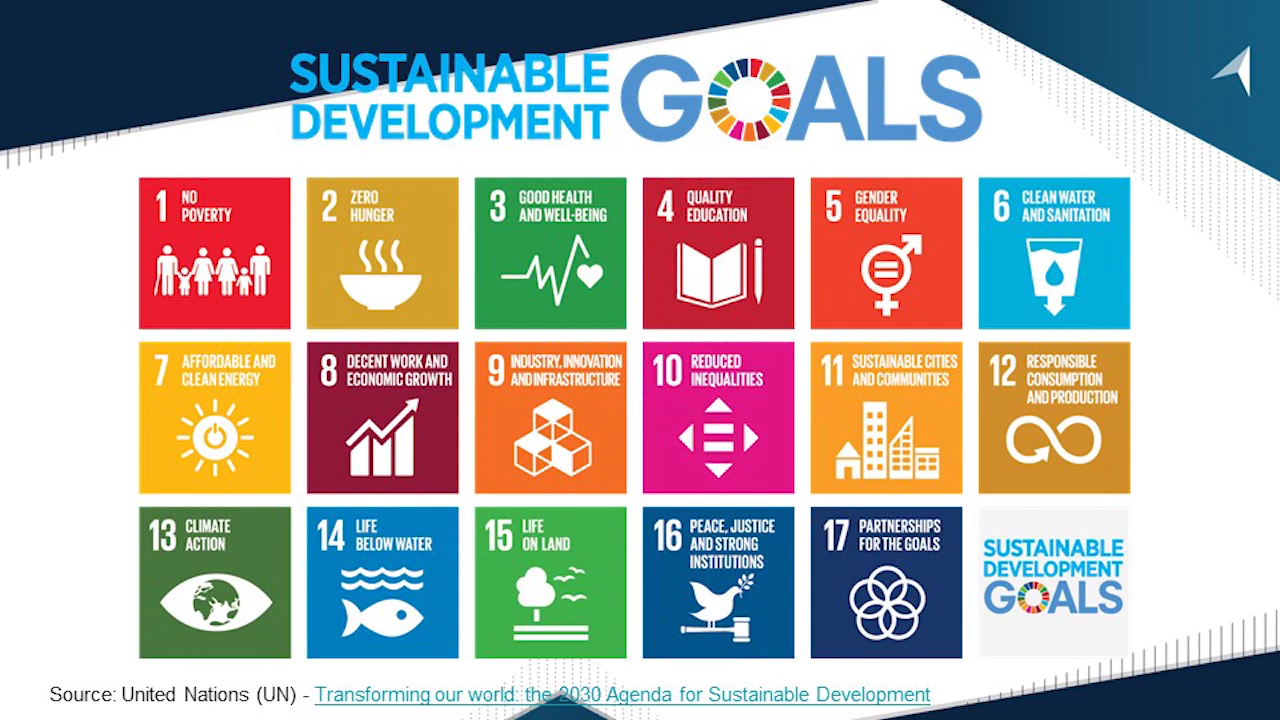 SUSTAINABLE
DEVELOPMENT
GOALS
1 NO
POVERTY
2 ZERO
HUNGER
3 GOOD HEALTH
AND WELL-BEING
4 QUALITY
EDUCATION
5 GENDER
EQUALITY
6 CLEAN WATER
AND SANITATION
7 AFFORDABLE AND
CLEAN ENERGY
8 DECENT WORK AND
ECONOMIC GROWTH
9 INDUSTRY, INNOVATION
AND INFRASTRUCTURE
10 REDUCED
INEQUALITIES
11 SUSTAINABLE CITIES
AND COMMUNITIES
12 RESPONSIBLE
CONSUMPTION
AND PRODUCTION
13 CLIMATE
ACTION
14 LIFE
BELOW WATER
15 LIFE
ON LAND
16 PEACE, JUSTICE
AND STRONG
INSTITUTIONS
17 PARTNERSHIPS
FOR THE GOALS
SUSTAINABLE
DEVELOPMENT
GOALS
Source: United Nations (UN) - Transforming our world: the 2030 Agenda for Sustainable Development